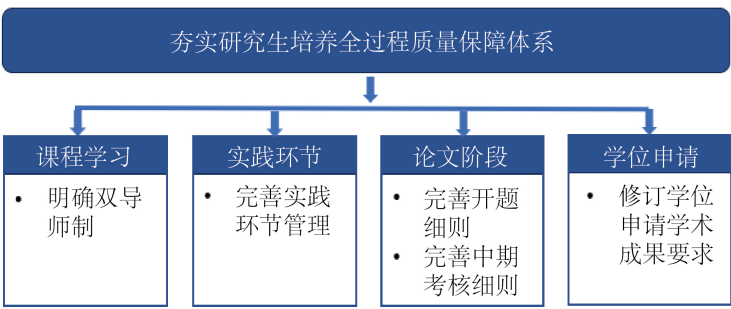 夯实研究生培养全过程质量保障体系
课程学习
• 明确双导
师制
实践环节
• 完善实践
环节管理
论文阶段
• 完善开题
细则
• 完善中期
考核细则
学位申请
• 修订学位
申请学术
成果要求